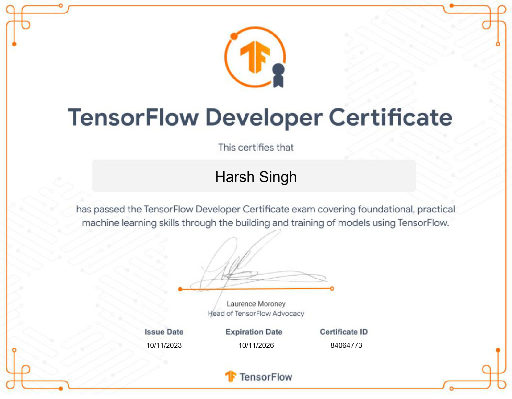 TensorFlow Developer Certificate
This certifies that
Harsh Singh
has passed the TensorFlow Developer Certificate exam covering foundational, practical
machine learning skills through the building and training of models using TensorFlow.
Laurence Moroney
Head of TensorFlow Advocacy
Issue Date Expiration Date Certificate ID
10/11/2023 10/11/2026 84064773
TensorFlow